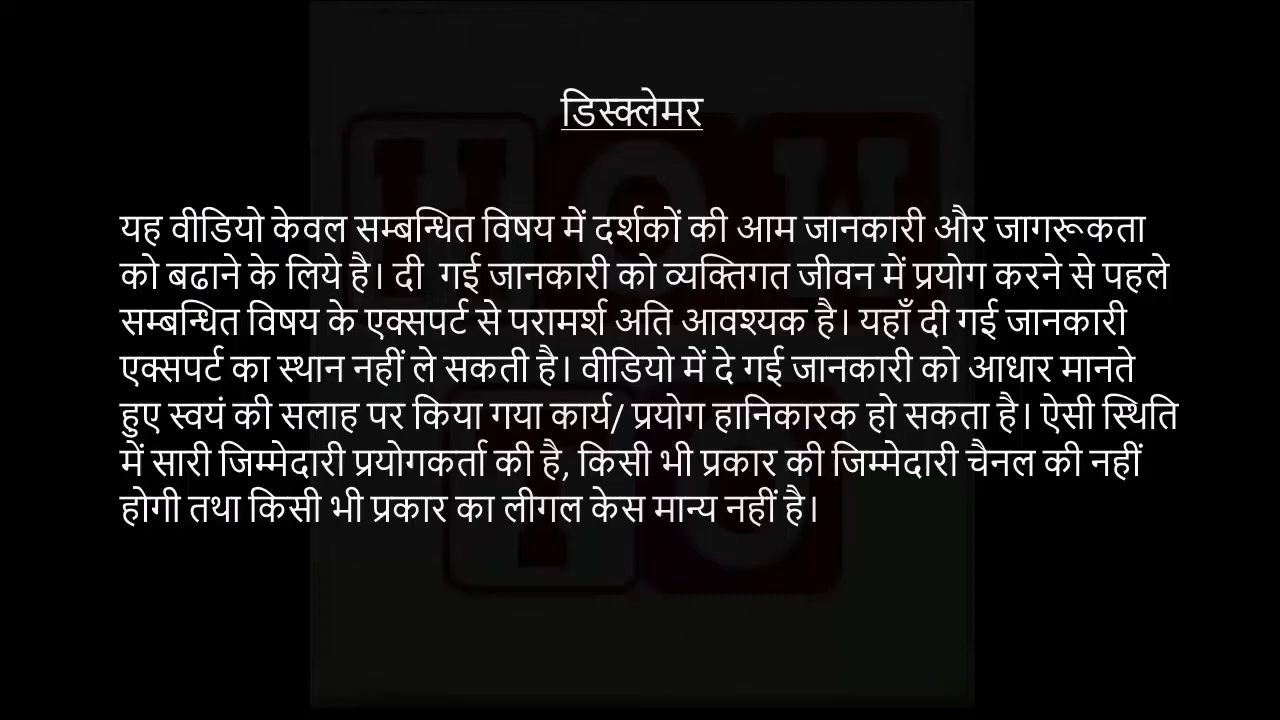 डिस्क्लेमर
यह वीडियो केवल सम्बन्धित विषय में दर्शकों की आम जानकारी और जागरूकता
को बढाने के लिये है। दी  गई जानकारी को व्यक्तिगत जीवन में प्रयोग करने से पहले
सम्बन्धित विषय के एक्सपर्ट से परामर्श अति आवश्यक है। यहाँ दी गई जानकारी
एक्सपर्ट का स्थान नहीं ले सकती है। वीडियो में दे गई जानकारी को आधार मानते
हुए स्वयं की सलाह पर किया गया कार्य/ प्रयोग हानिकारक हो सकता है। ऐसी स्थिति
में सारी जिम्मेदारी प्रयोगकर्ता की है, किसी भी प्रकार की जिम्मेदारी चैनल की नहीं
होगी तथा किसी भी प्रकार का लीगल केस मान्य नहीं है।
HOW
TO